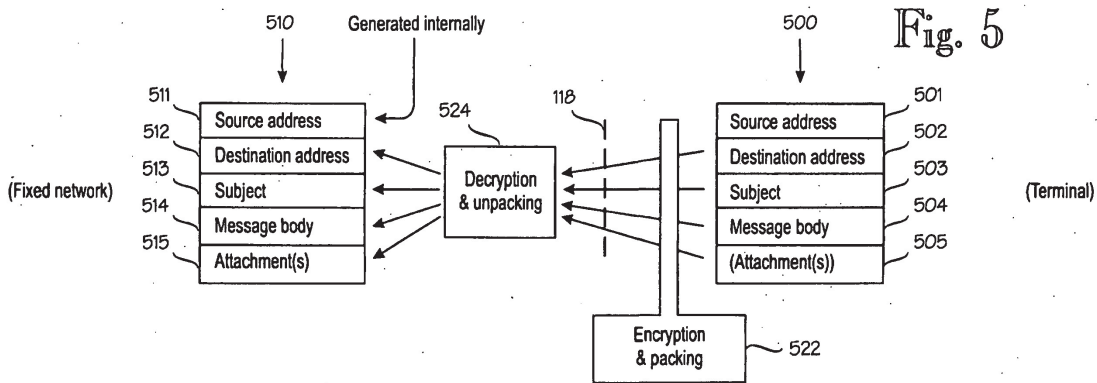 Fig. 5
510
Generated internally
500
511
Source address
512
Destination address
513
Subject
514
Message body
515
Attachment(s)
(Fixed network)
524
Decryption
& unpacking
118
501
Source address
502
Destination address
503
Subject
504
Message body
505
(Attachment(s))
(Terminal)
Encryption
& packing
522